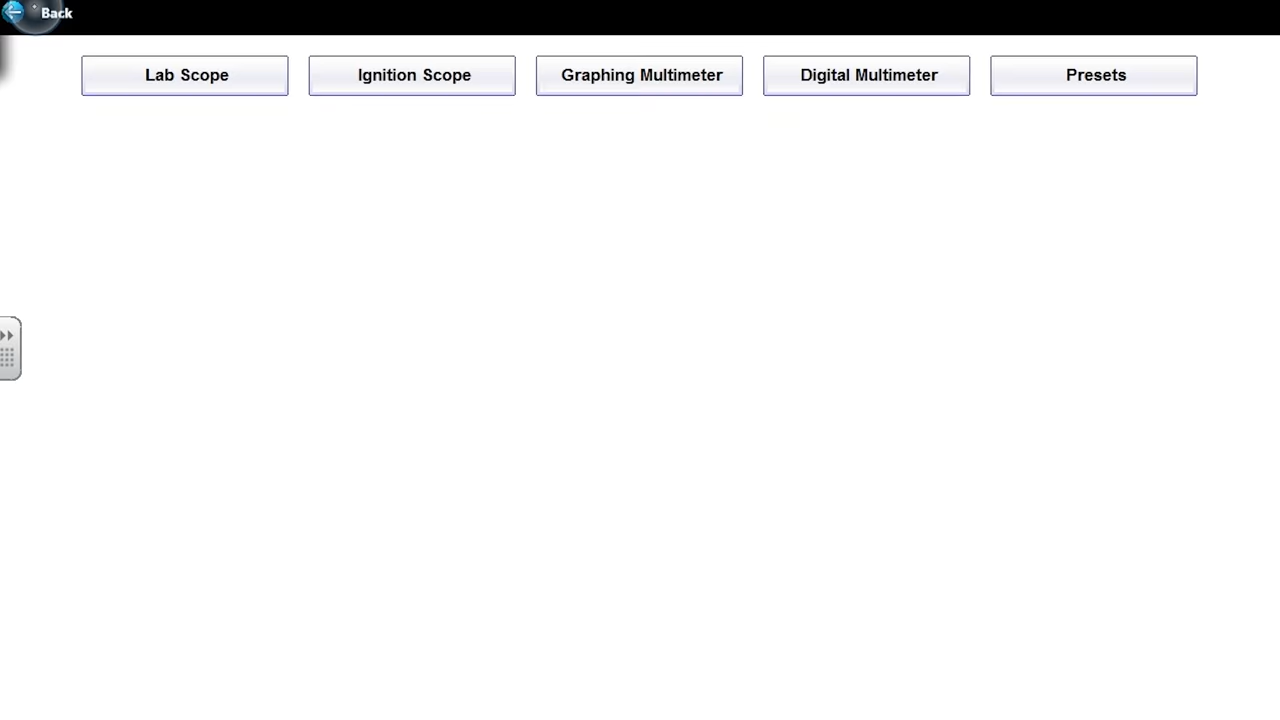 Back
Lab Scope
Ignition Scope
Graphing Multimeter
Digital Multimeter
Presets